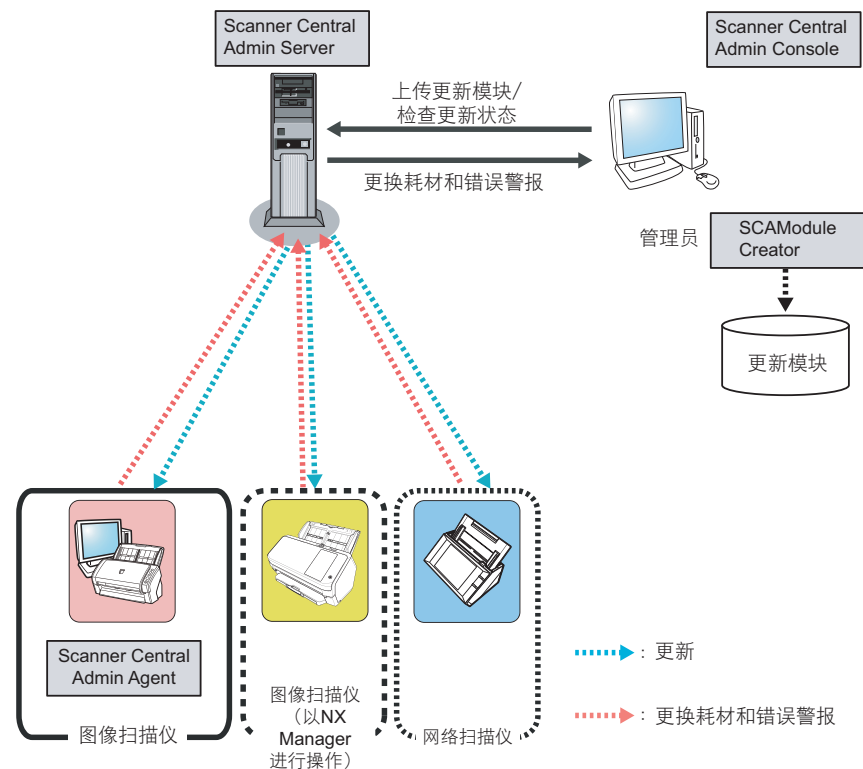 Scanner Central
Admin Server
Scanner Central
Admin Console
上传更新模块/
检查更新状态
更换耗材和错误警报
管理员
SCAModule
Creator
更新模块
Scanner Central
Admin Agent
图像扫描仪
图像扫描仪
（以NX
Manager
进行操作）
网络扫描仪
：更新
：更换耗材和错误警报